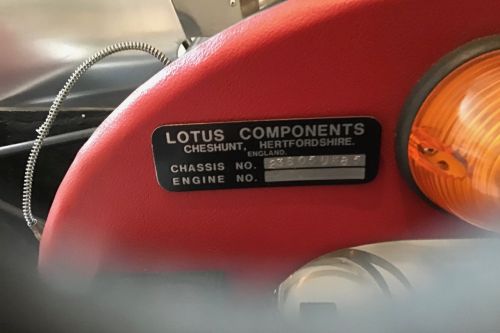 LOTUS COMPONENTS
CHESHUNT, HERTFORDSHIRE.
ENGLAND.
CHASSIS NO.
ENGINE NO.